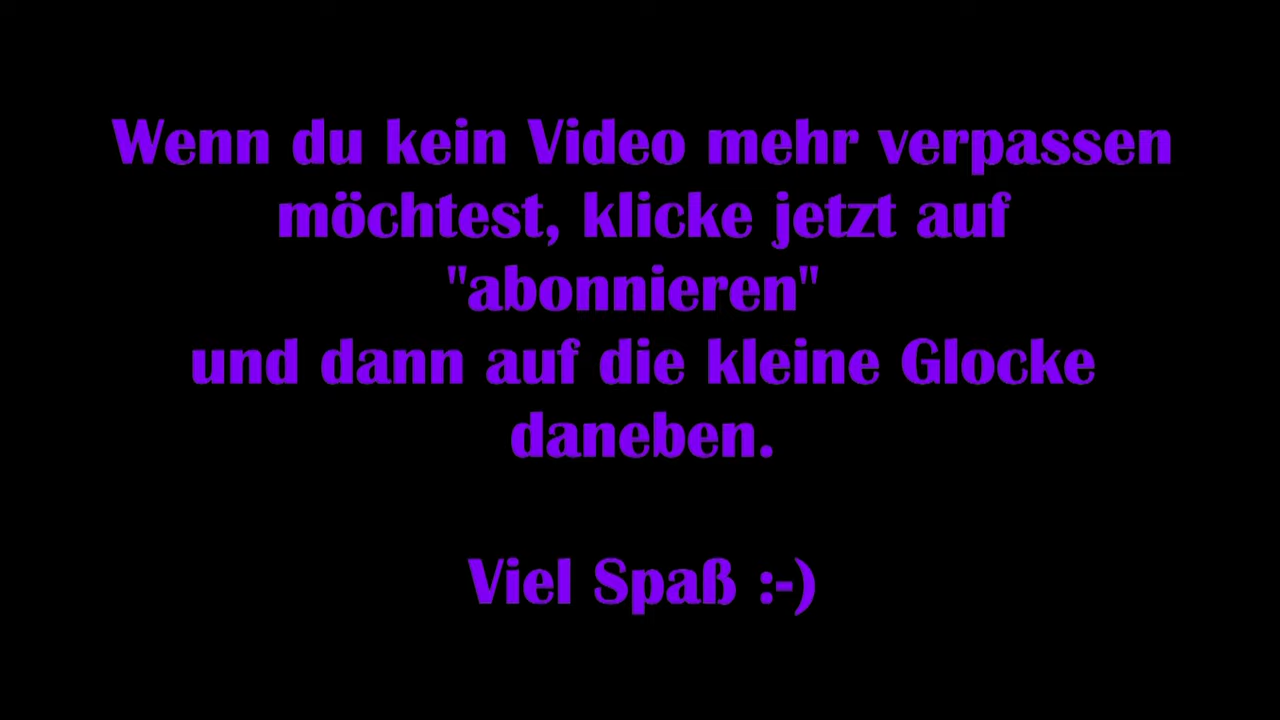 Wenn du kein Video mehr verpassen
möchtest, klicke jetzt auf
"abonnieren"
und dann auf die kleine Glocke
daneben.
Viel Spaß :-)